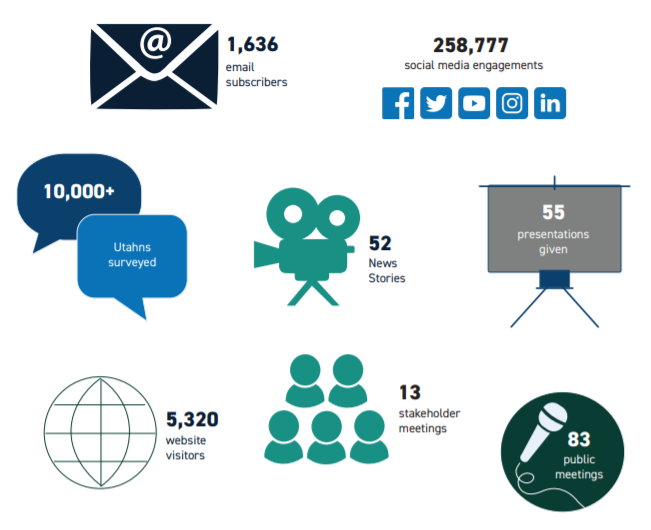 @
1,636
email
subscribers
258,777
social media engagements
f
in
10,000+
Utahns
surveyed
52
News
Stories
55
presentations
given
5,320
website
visitors
13
stakeholder
meetings
83
public
meetings